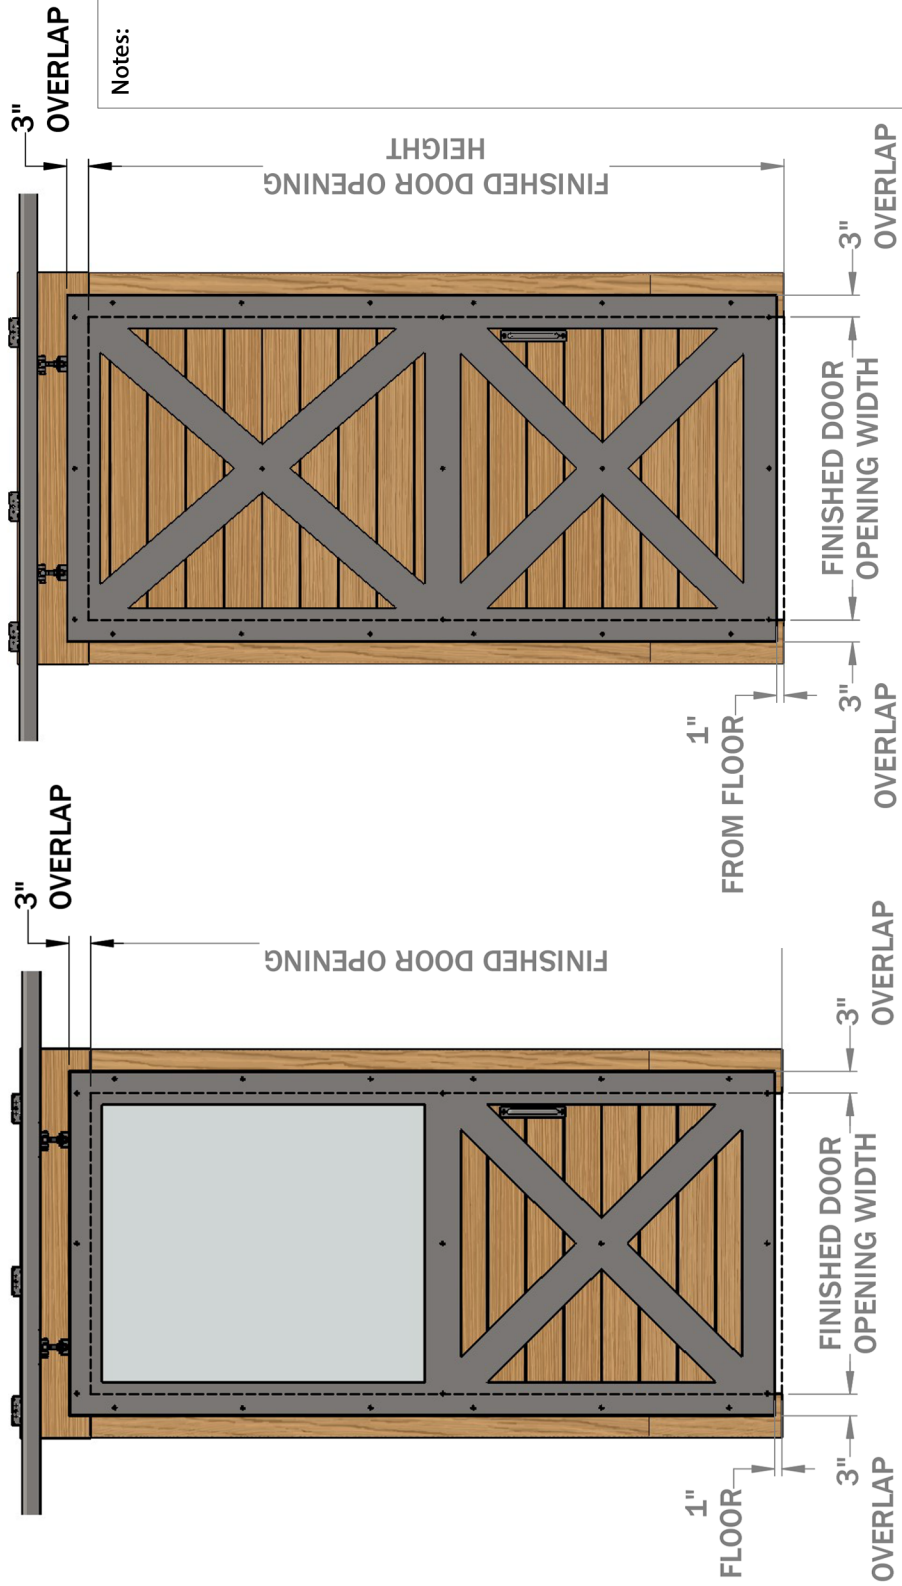 3"
OVERLAP
FINISHED DOOR OPENING
1"
FLOOR
3"
OVERLAP
FINISHED DOOR
OPENING WIDTH
3"
OVERLAP
3"
OVERLAP
FINISHED DOOR OPENING
HEIGHT
1"
FROM FLOOR
3"
OVERLAP
FINISHED DOOR
OPENING WIDTH
3"
OVERLAP
Notes: